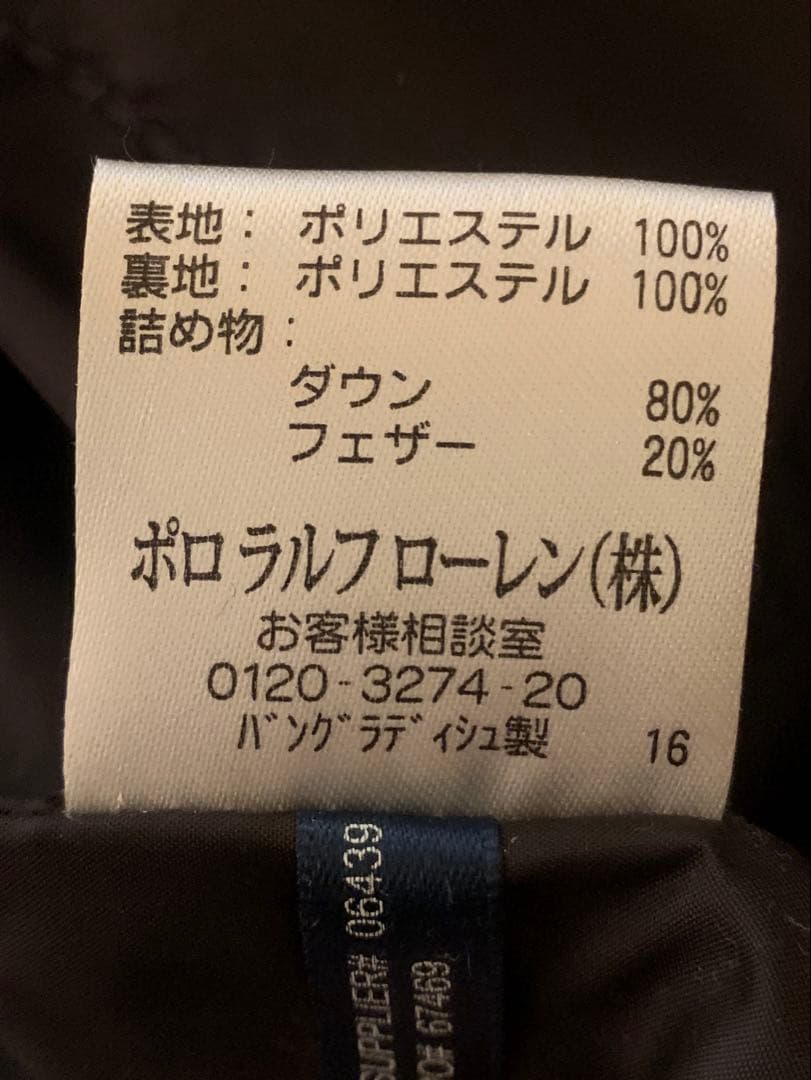 表地： ポリエステル 100%
裏地： ポリエステル 100%
詰め物：
ダウン 80%
フェザー 20%
ポロ ラルフ ローレン(株)
お客様相談室
0120-3274-20
ﾊﾞﾝｸﾞﾗﾃﾞｨｼｭ製 16
SUPPLIER# 06439
PO# 67469